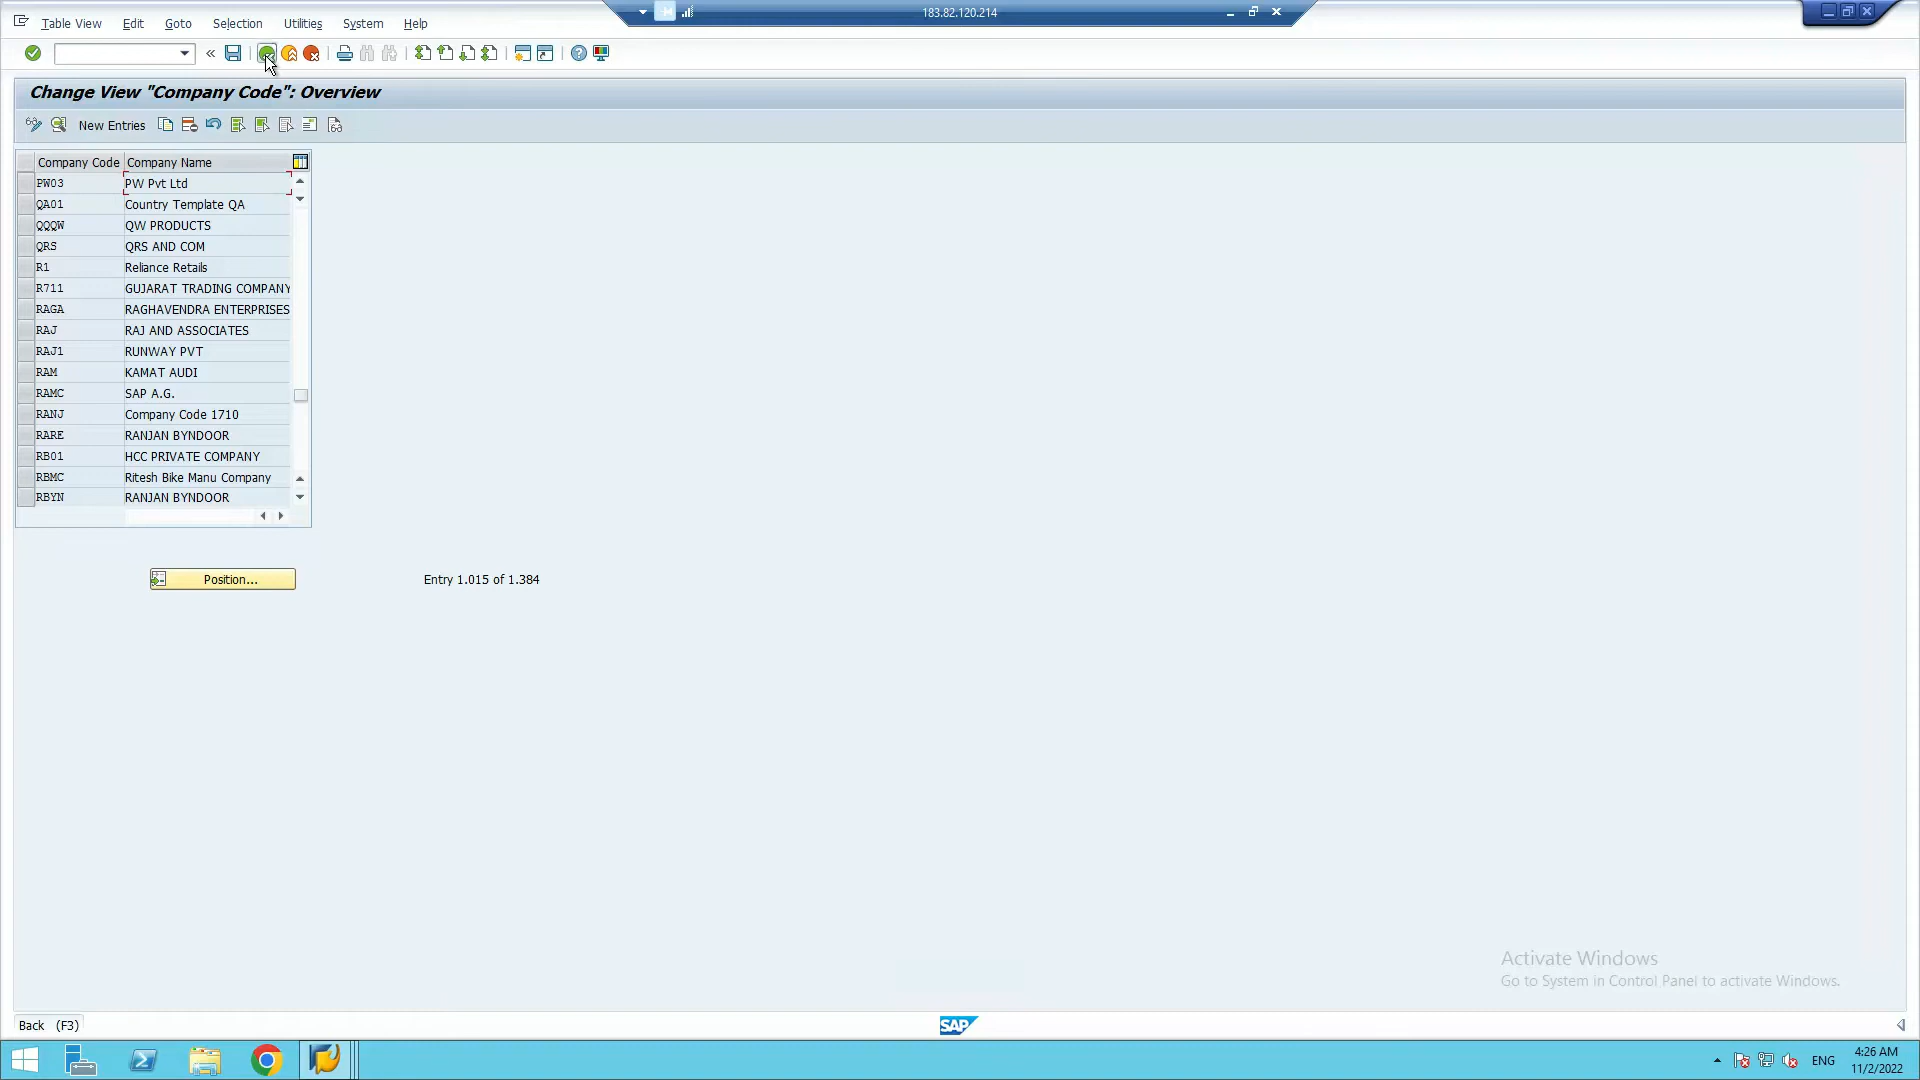 183.82.120.214
Table View Edit Goto Selection Utilities System Help
Change View "Company Code": Overview
New Entries
Company Code Company Name
PW03 PW Pvt Ltd
QA01 Country Template QA
QQQW QW PRODUCTS
QRS QRS AND COM
R1 Reliance Retails
R711 GUJARAT TRADING COMPANY
RAGA RAGHAVENDRA ENTERPRISES
RAJ RAJ AND ASSOCIATES
RAJ1 RUNWAY PVT
RAM KAMAT AUDI
RAMC SAP A.G.
RANJ Company Code 1710
RARE RANJAN BYNDOOR
RB01 HCC PRIVATE COMPANY
RBMC Ritesh Bike Manu Company
RBYN RANJAN BYNDOOR
Position... Entry 1.015 of 1.384
Activate Windows
Go to System in Control Panel to activate Windows.
Back (F3) SAP
ENG 4:26 AM
11/2/2022